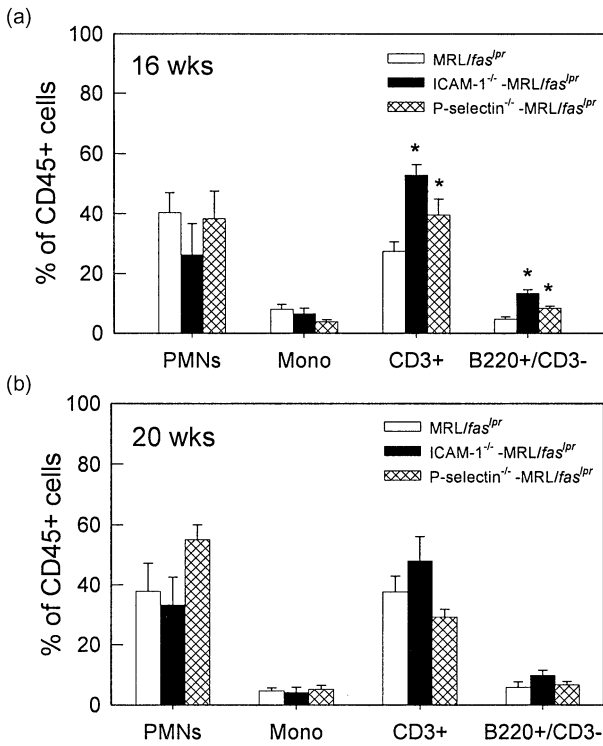 (a)
16 wks
MRL/fas^lpr
ICAM-1^-/- -MRL/fas^lpr
P-selectin^-/- -MRL/fas^lpr
% of CD45+ cells
100
80
60
40
20
0
* * * *
PMNs Mono CD3+ B220+/CD3-
(b)
20 wks
MRL/fas^lpr
ICAM-1^-/- -MRL/fas^lpr
P-selectin^-/- -MRL/fas^lpr
% of CD45+ cells
100
80
60
40
20
0
PMNs Mono CD3+ B220+/CD3-